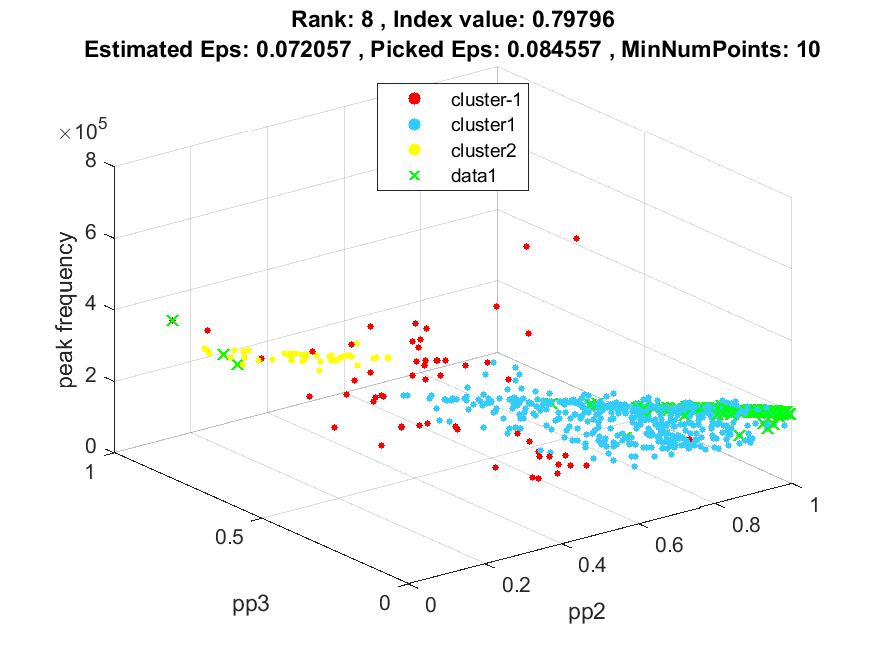 Rank: 8 , Index value: 0.79796
Estimated Eps: 0.072057 , Picked Eps: 0.084557 , MinNumPoints: 10
cluster-1
cluster1
cluster2
data1
×10^5
8
6
4
2
0
peak frequency
1
0.5
0
pp3
0
0.2
0.4
0.6
0.8
1
pp2